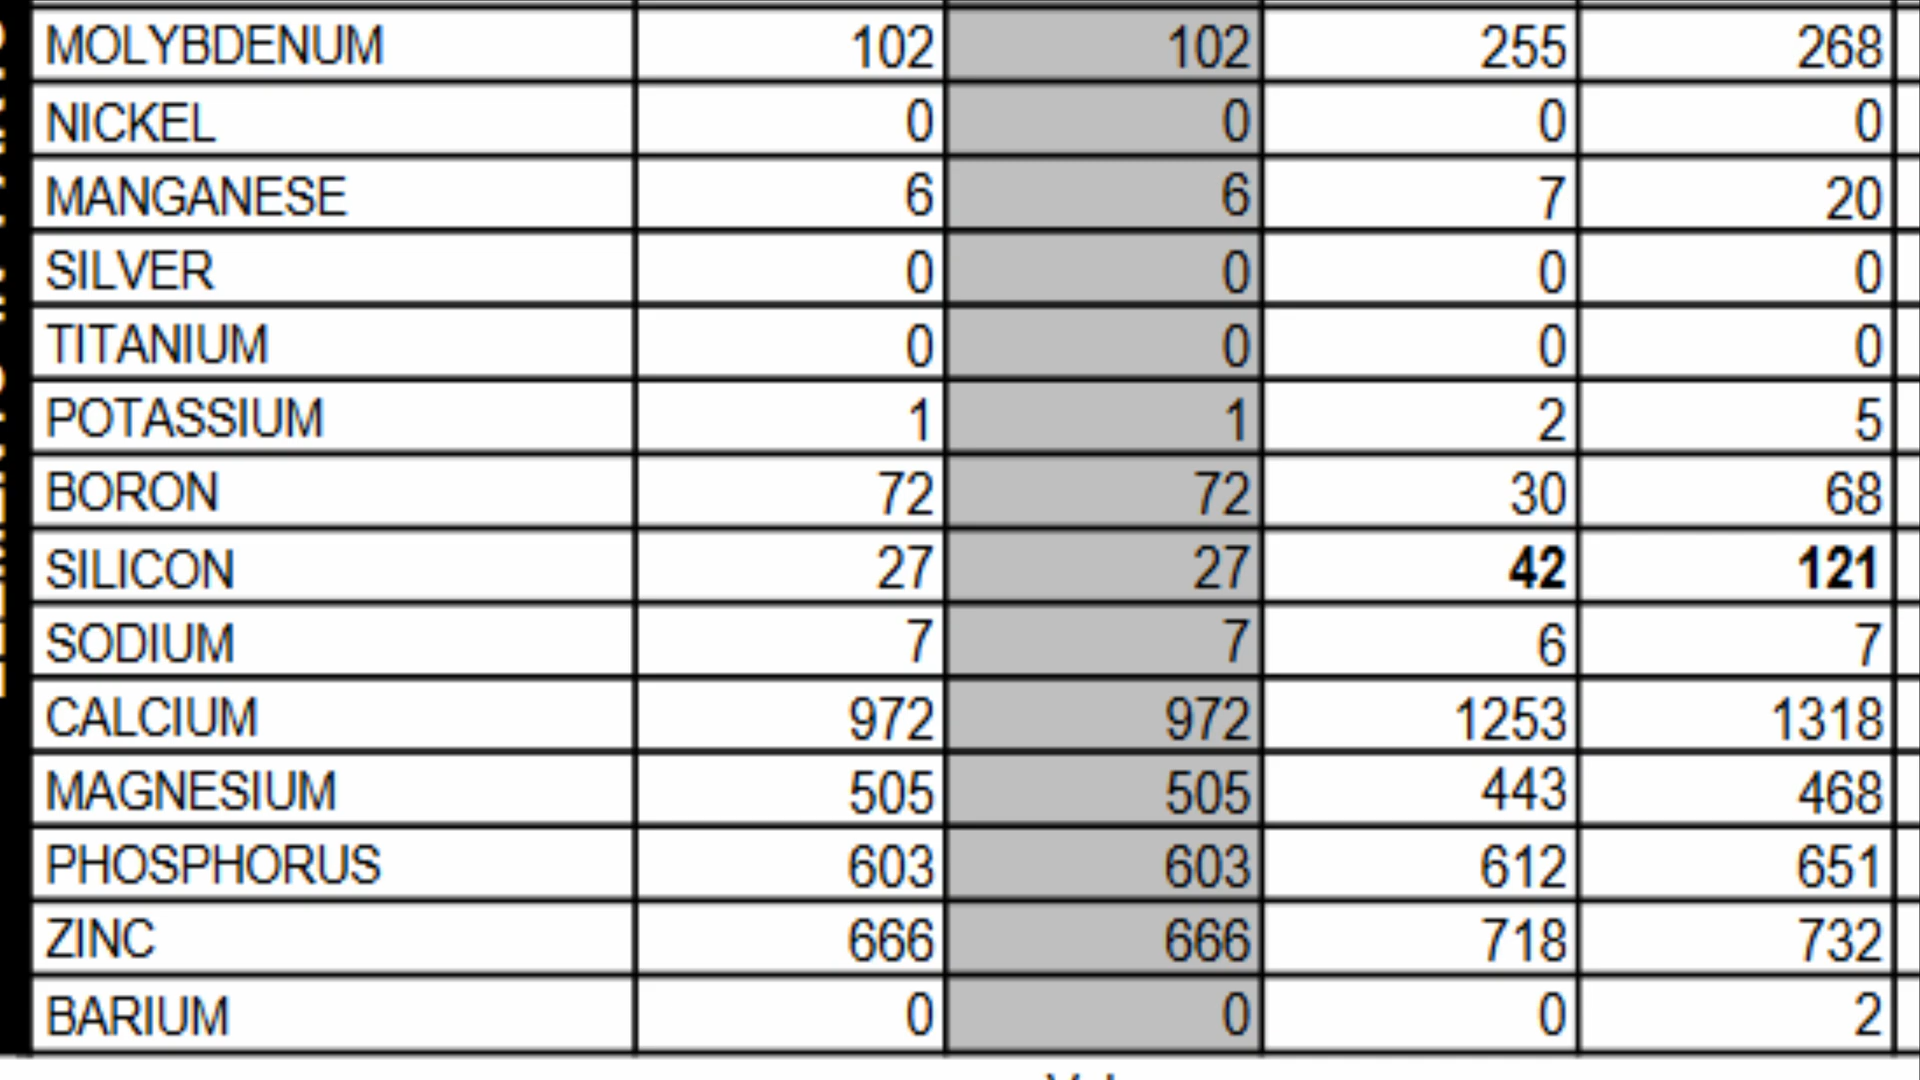 MOLYBDENUM 102 102 255 268
NICKEL 0 0 0 0
MANGANESE 6 6 7 20
SILVER 0 0 0 0
TITANIUM 0 0 0 0
POTASSIUM 1 1 2 5
BORON 72 72 30 68
SILICON 27 27 42 121
SODIUM 7 7 6 7
CALCIUM 972 972 1253 1318
MAGNESIUM 505 505 443 468
PHOSPHORUS 603 603 612 651
ZINC 666 666 718 732
BARIUM 0 0 0 2